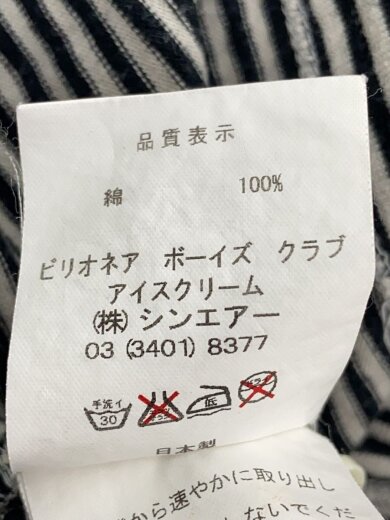 品質表示
綿 100%
ビリオネア ボーイズ クラブ
アイスクリーム
(株) シンエアー
03 (3401) 8377
手洗イ
30
低
日本製
から速やかに取り出し
ないでくだ